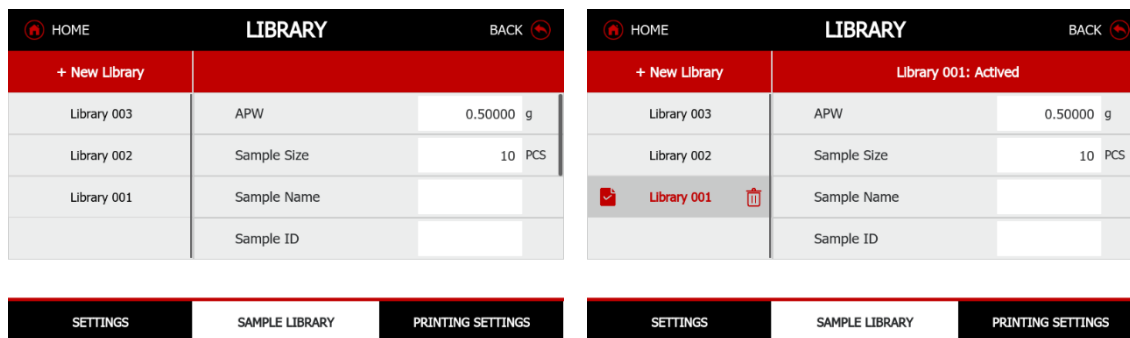 HOME LIBRARY BACK
+ New Library
Library 003 APW 0.50000 g
Library 002 Sample Size 10 PCS
Library 001 Sample Name
Sample ID
SETTINGS SAMPLE LIBRARY PRINTING SETTINGS
HOME LIBRARY BACK
+ New Library Library 001: Actived
Library 003 APW 0.50000 g
Library 002 Sample Size 10 PCS
Library 001 Sample Name
Sample ID
SETTINGS SAMPLE LIBRARY PRINTING SETTINGS